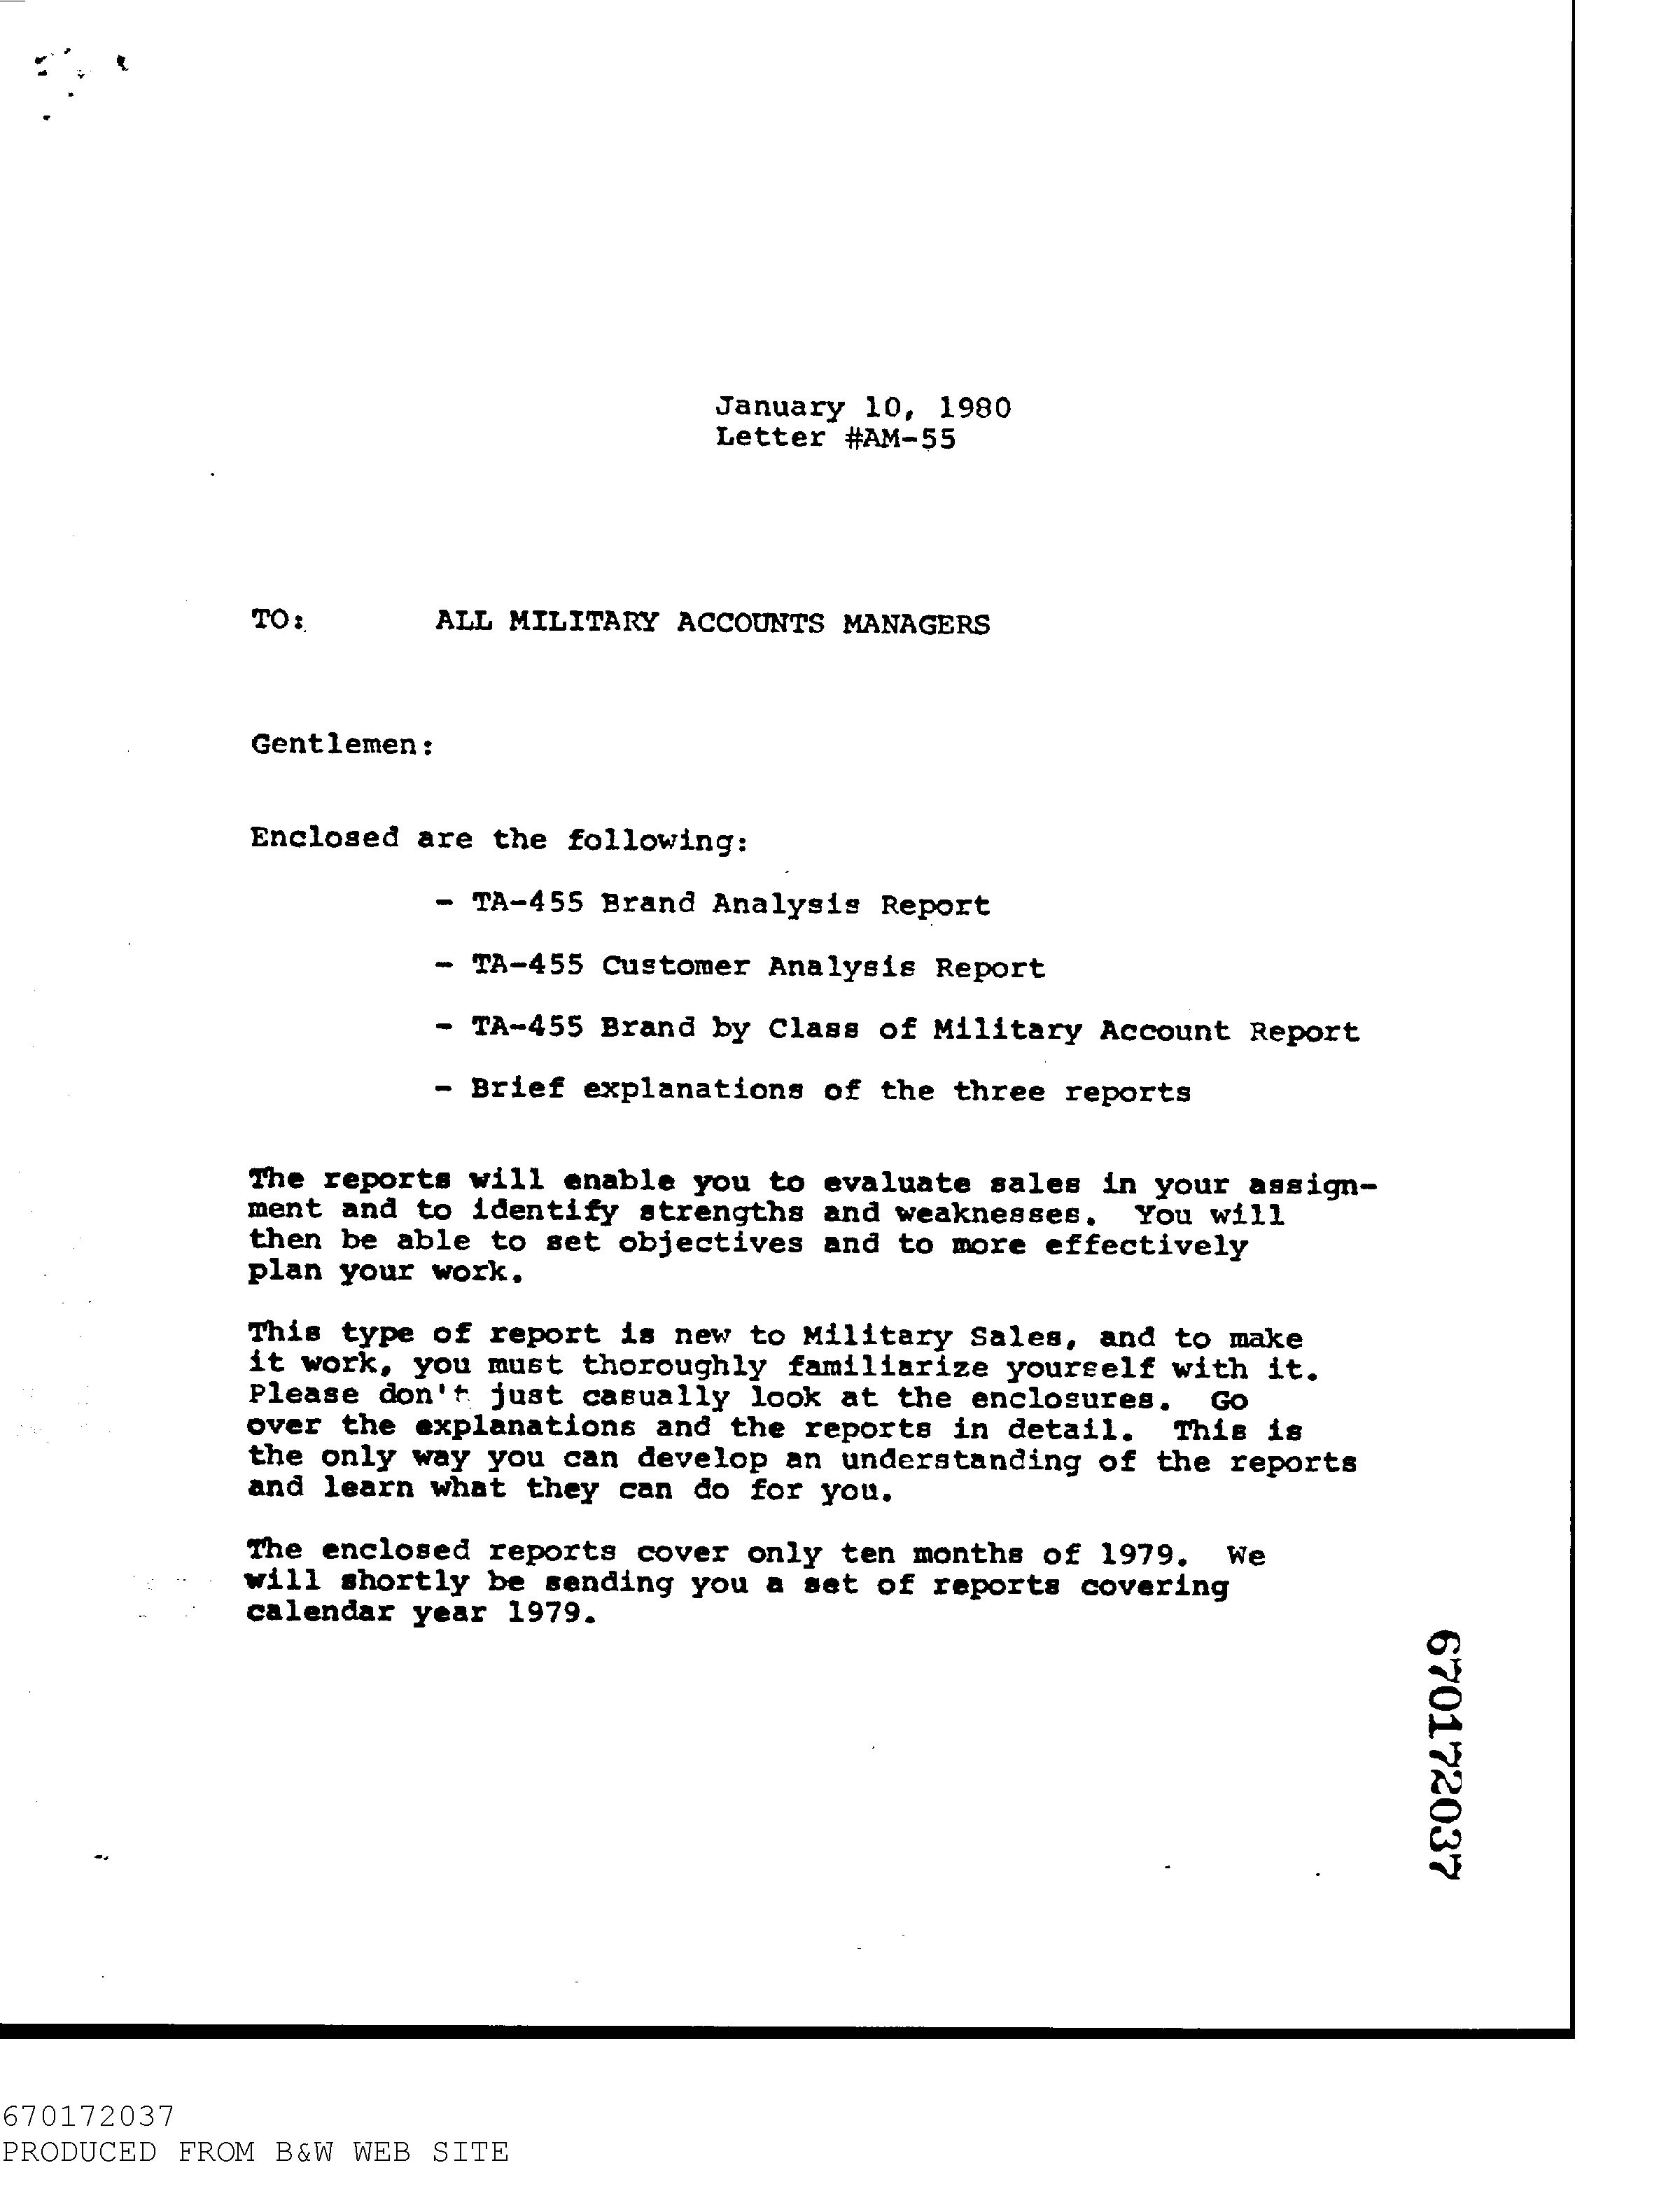 January 10, 1980
Letter #AM-55
TO: ALL MILITARY ACCOUNTS MANAGERS
Gentlemen:
Enclosed are the following:
- TA-455 Brand Analysis Report
- TA-455 Customer Analysis Report
- TA-455 Brand by Class of Military Account Report
- Brief explanations of the three reports
The reports will enable you to evaluate sales in your assign-
ment and to identify strengths and weaknesses. You will
then be able to set objectives and to more effectively
plan your work.
This type of report is new to Military Sales, and to make
it work, you must thoroughly familiarize yourself with it.
Please don't just casually look at the enclosures. Go
over the explanations and the reports in detail. This is
the only way you can develop an understanding of the reports
and learn what they can do for you.
The enclosed reports cover only ten months of 1979. We
will shortly be sending you a set of reports covering
calendar year 1979.
670172037
670172037
PRODUCED FROM B&W WEB SITE